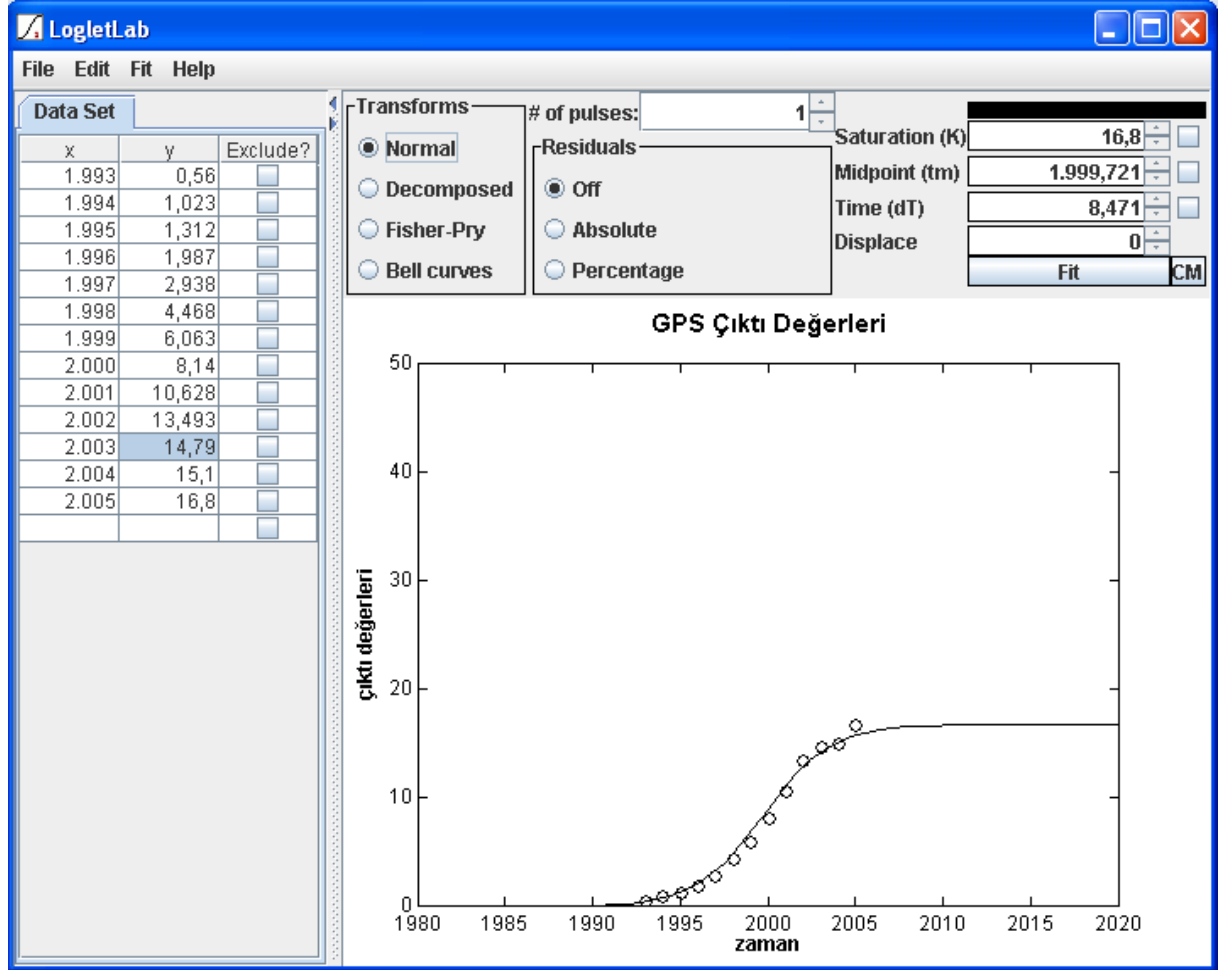 LogletLab
File Edit Fit Help
Data Set
x y Exclude?
1.993 0,56
1.994 1,023
1.995 1,312
1.996 1,987
1.997 2,938
1.998 4,468
1.999 6,063
2.000 8,14
2.001 10,628
2.002 13,493
2.003 14,79
2.004 15,1
2.005 16,8
Transforms
Normal
Decomposed
Fisher-Pry
Bell curves
# of pulses: 1
Residuals
Off
Absolute
Percentage
Saturation (K) 16,8
Midpoint (tm) 1.999,721
Time (dT) 8,471
Displace 0
Fit CM
GPS Çıktı Değerleri
50
40
30
20
10
0
çıktı değerleri
1980 1985 1990 1995 2000 2005 2010 2015 2020
zaman